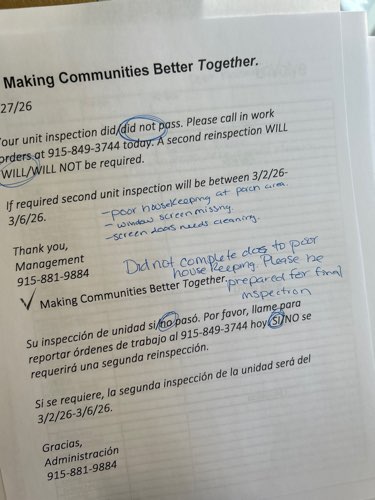 Making Communities Better Together.
27/26
Your unit inspection did/did not pass. Please call in work
orders at 915-849-3744 today. A second reinspection WILL
WILL/WILL NOT be required.
If required second unit inspection will be between 3/2/26-
3/6/26.
- poor housekeeping at porch area.
- window screen missing.
- screen doors needs cleaning.
Thank you,
Management
915-881-9884
Did not complete do to poor
house keeping. Please be
prepared for final
inspection
Making Communities Better Together.
Su inspección de unidad si/no pasó. Por favor, llame para
reportar órdenes de trabajo al 915-849-3744 hoy SI/NO se
requerirá una segunda reinspección.
Si se requiere, la segunda inspección de la unidad será del
3/2/26-3/6/26.
Gracias,
Administración
915-881-9884